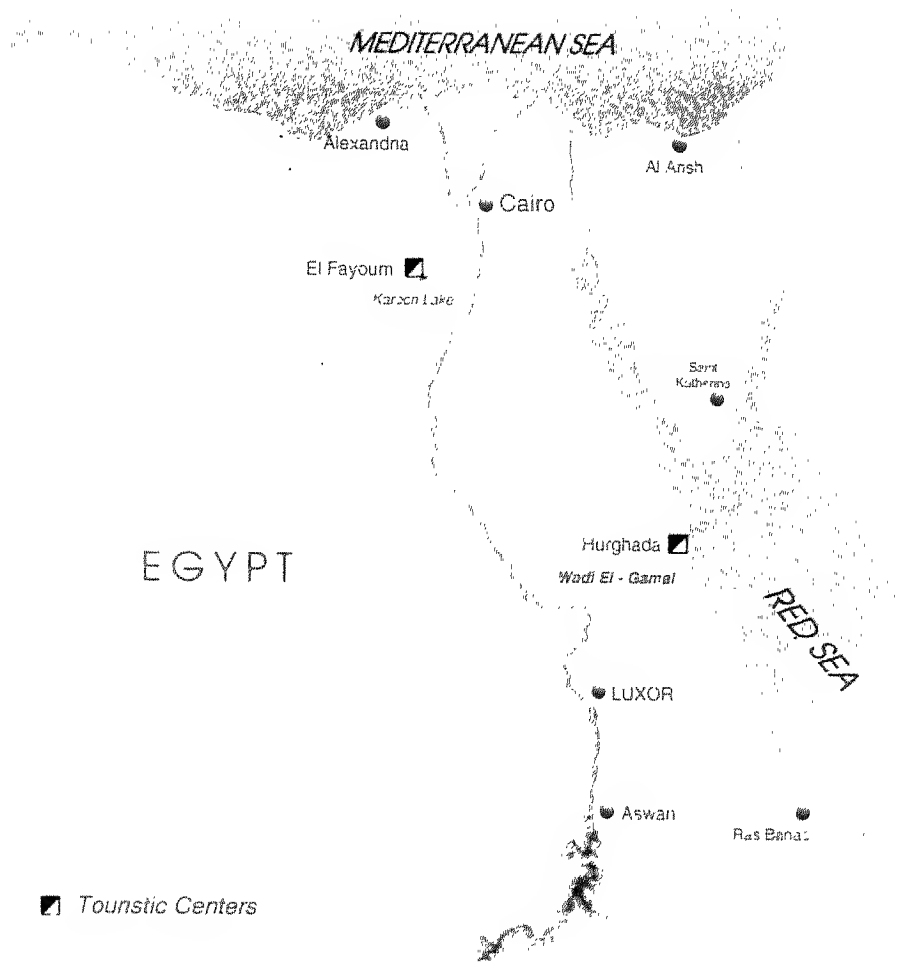 MEDITERRANEAN SEA
Alexandna
Al Arish
Cairo
El Fayoum
Karoon Lake
Saint
Katherine
EGYPT
Hurghada
Wadi El - Gamal
RED SEA
LUXOR
Aswan
Ras Banas
Tounstic Centers